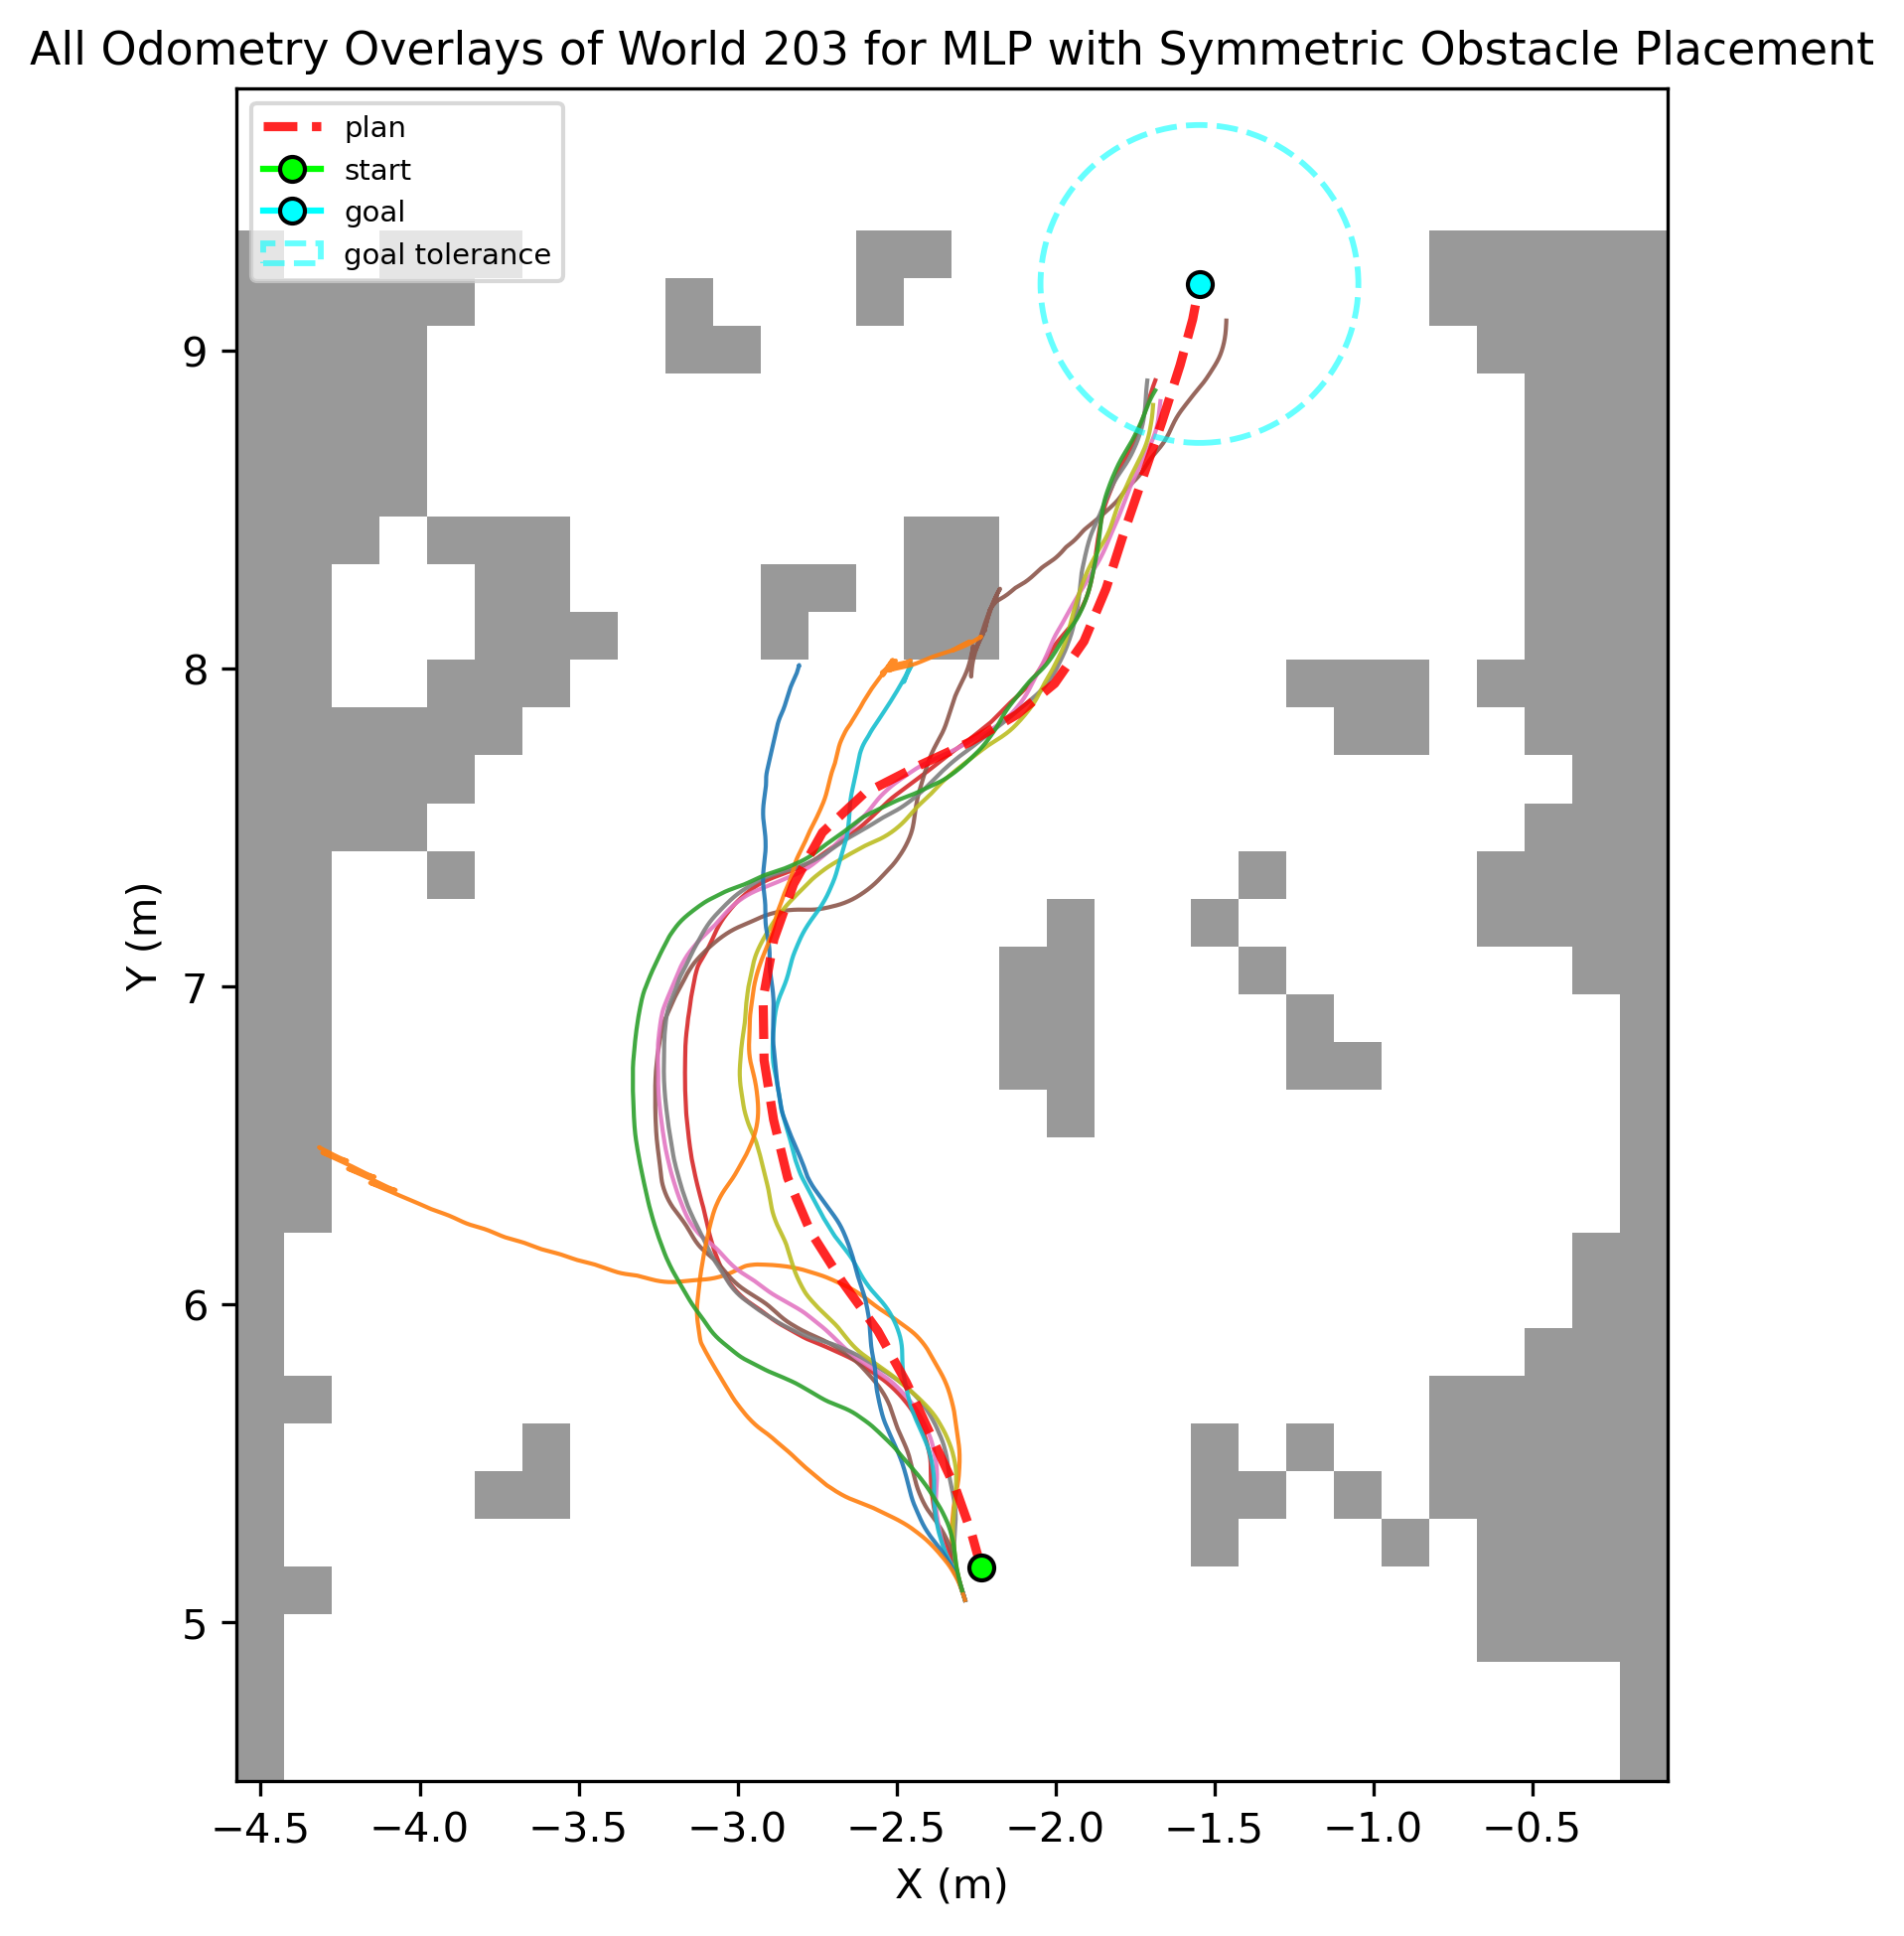 All Odometry Overlays of World 203 for MLP with Symmetric Obstacle Placement
plan
start
goal
goal tolerance
9
8
7
6
5
Y (m)
−4.5 −4.0 −3.5 −3.0 −2.5 −2.0 −1.5 −1.0 −0.5
X (m)